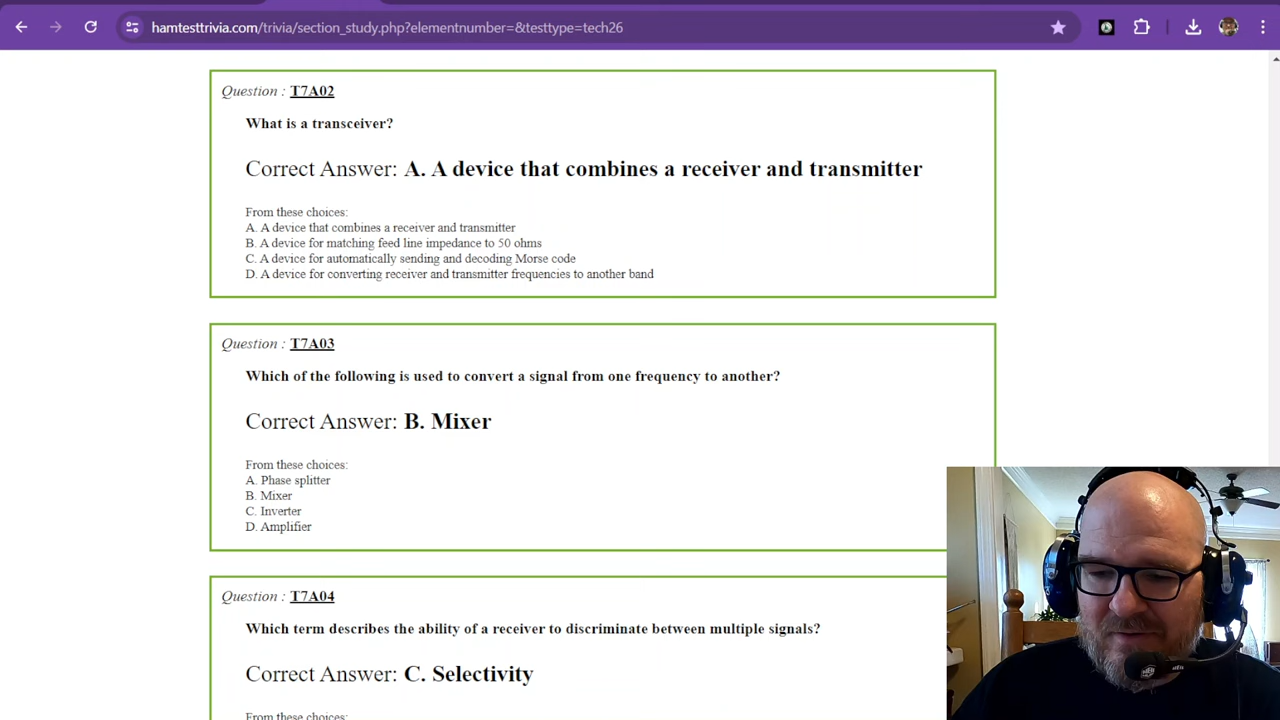 hamtesttrivia.com/trivia/section_study.php?elementnumber=&testtype=tech26
Question : T7A02
What is a transceiver?
Correct Answer: A. A device that combines a receiver and transmitter
From these choices:
A. A device that combines a receiver and transmitter
B. A device for matching feed line impedance to 50 ohms
C. A device for automatically sending and decoding Morse code
D. A device for converting receiver and transmitter frequencies to another band
Question : T7A03
Which of the following is used to convert a signal from one frequency to another?
Correct Answer: B. Mixer
From these choices:
A. Phase splitter
B. Mixer
C. Inverter
D. Amplifier
Question : T7A04
Which term describes the ability of a receiver to discriminate between multiple signals?
Correct Answer: C. Selectivity
From these choices: